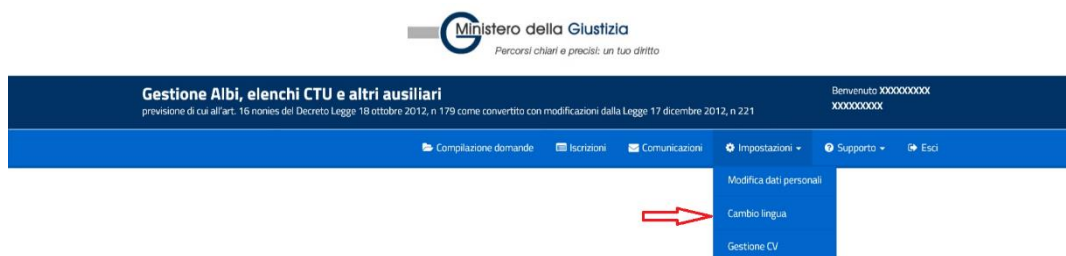 Ministero della Giustizia
Percorsi chiari e precisi: un tuo diritto
Gestione Albi, elenchi CTU e altri ausiliari
previsione di cui all'art. 16 nonies del Decreto Legge 18 ottobre 2012, n 179 come convertito con modificazioni dalla Legge 17 dicembre 2012, n 221
Benvenuto XXXXXXXXX
XXXXXXXXX
Compilazione domande Iscrizioni Comunicazioni Impostazioni Supporto Esci
Modifica dati personali
Cambio lingua
Gestione CV